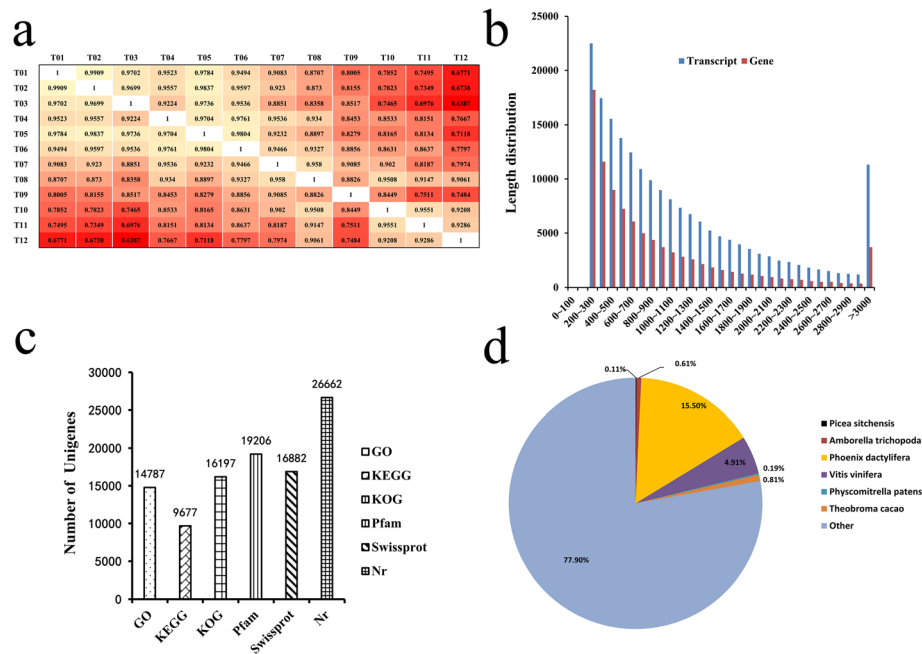 a
T01 T02 T03 T04 T05 T06 T07 T08 T09 T10 T11 T12
T01 1 0.9909 0.9702 0.9523 0.9784 0.9494 0.9083 0.8707 0.8005 0.7852 0.7495 0.6771
T02 0.9909 1 0.9699 0.9557 0.9837 0.9597 0.923 0.873 0.8155 0.7823 0.7349 0.6738
T03 0.9702 0.9699 1 0.9224 0.9736 0.9536 0.8851 0.8358 0.8517 0.7465 0.6976 0.6387
T04 0.9523 0.9557 0.9224 1 0.9704 0.9761 0.9536 0.934 0.8453 0.8533 0.8151 0.7667
T05 0.9784 0.9837 0.9736 0.9704 1 0.9804 0.9232 0.8897 0.8279 0.8165 0.8134 0.7118
T06 0.9494 0.9597 0.9536 0.9761 0.9804 1 0.9466 0.9327 0.8856 0.8631 0.8637 0.7797
T07 0.9083 0.923 0.8851 0.9536 0.9232 0.9466 1 0.958 0.9085 0.902 0.8187 0.7974
T08 0.8707 0.873 0.8358 0.934 0.8897 0.9327 0.958 1 0.8826 0.9508 0.9147 0.9061
T09 0.8005 0.8155 0.8517 0.8453 0.8279 0.8856 0.9085 0.8826 1 0.8449 0.7511 0.7484
T10 0.7852 0.7823 0.7465 0.8533 0.8165 0.8631 0.902 0.9508 0.8449 1 0.9551 0.9208
T11 0.7495 0.7349 0.6976 0.8151 0.8134 0.8637 0.8187 0.9147 0.7511 0.9551 1 0.9286
T12 0.6771 0.6738 0.6387 0.7667 0.7118 0.7797 0.7974 0.9061 0.7484 0.9208 0.9286 1
b
Length distribution
25000
20000
15000
10000
5000
0
Transcript Gene
0~100
200~300
400~500
600~700
800~900
1000~1100
1200~1300
1400~1500
1600~1700
1800~1900
2000~2100
2200~2300
2400~2500
2600~2700
2800~2900
>3000
c
Number of Unigenes
30000
25000
20000
15000
10000
5000
0
14787
9677
16197
19206
16882
26662
GO
KEGG
KOG
Pfam
Swissprot
Nr
GO
KEGG
KOG
Pfam
Swissprot
Nr
d
0.11%
0.61%
15.50%
4.91%
0.19%
0.81%
77.90%
Picea sitchensis
Amborella trichopoda
Phoenix dactylifera
Vitis vinifera
Physcomitrella patens
Theobroma cacao
Other